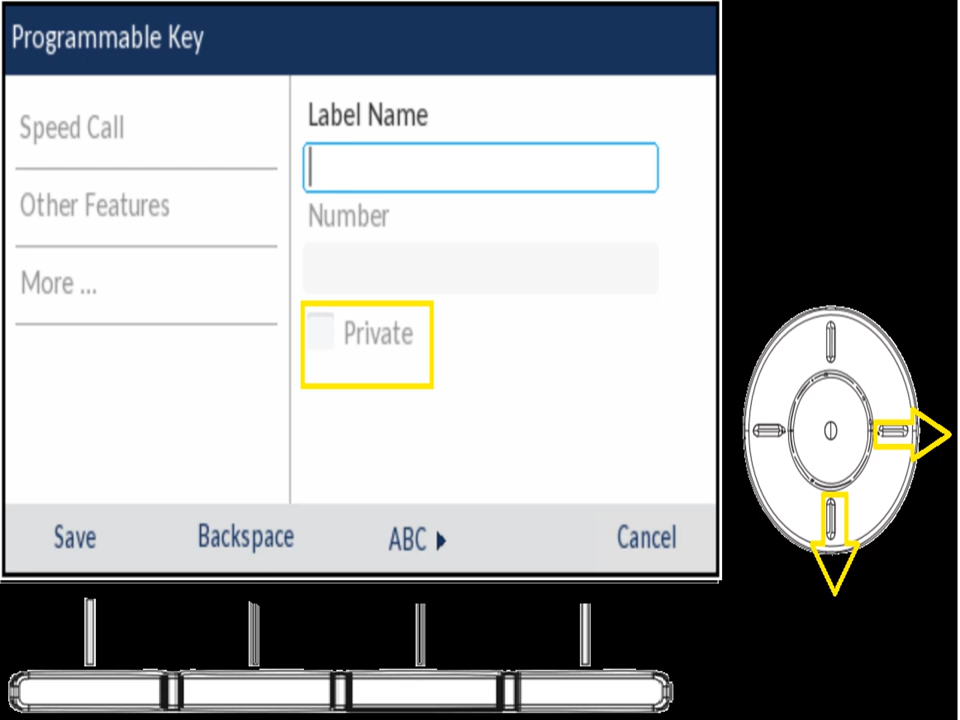 Programmable Key
Speed Call
Other Features
More ...
Label Name
Number
Private
Save Backspace ABC Cancel